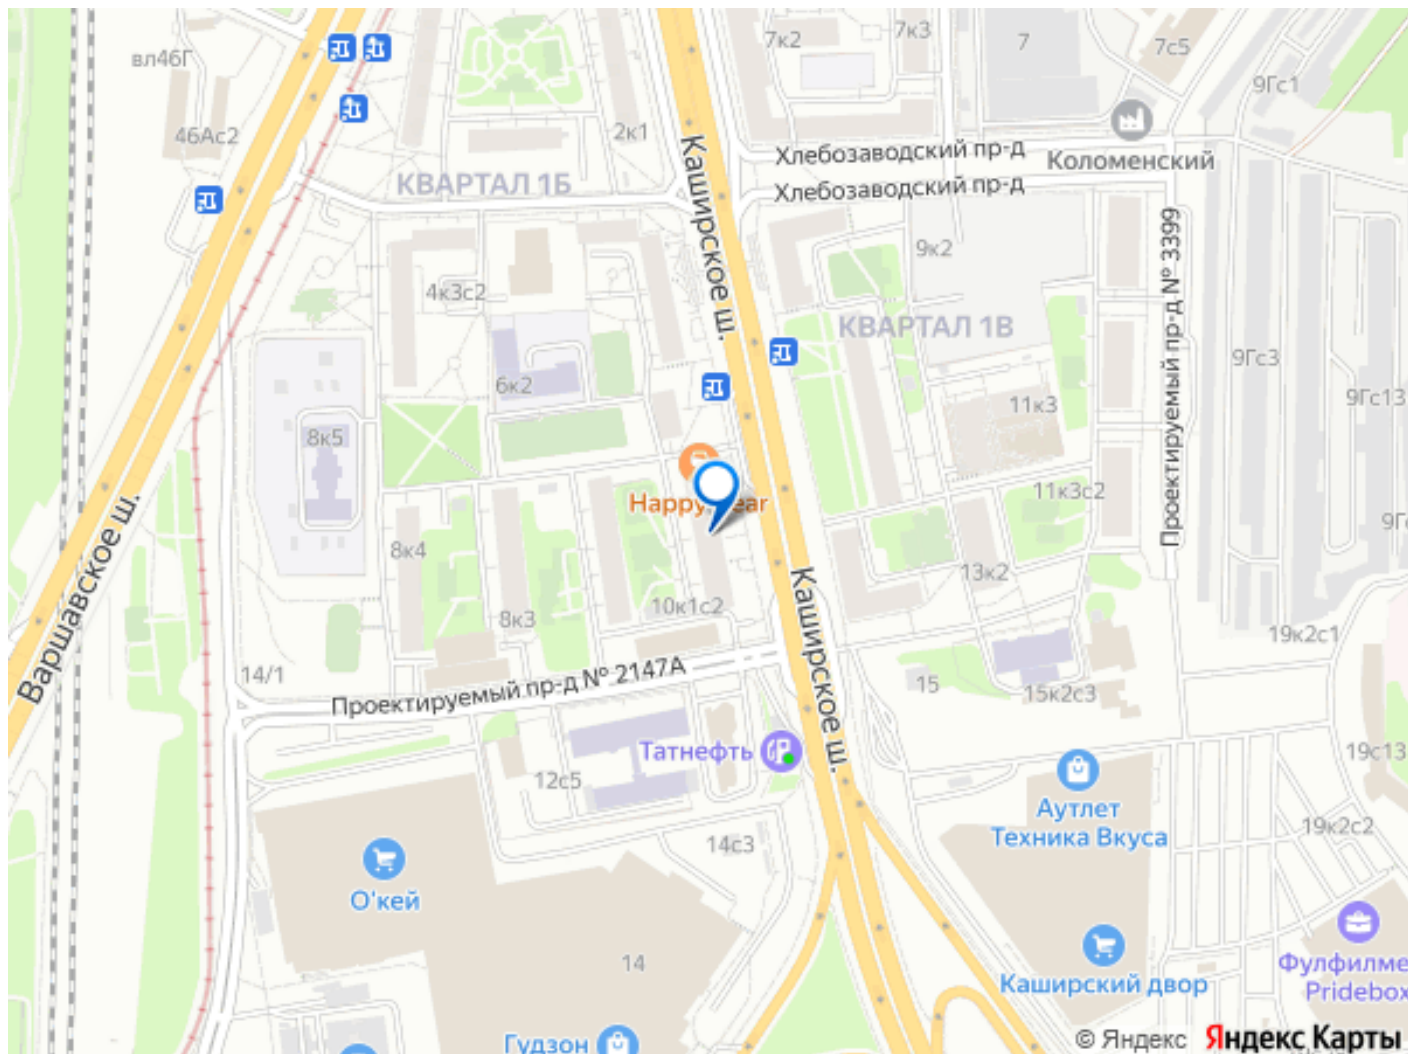 вл46Г
7к2
7к3
7
7с5
9Гс1
46Ас2
2к1
Хлебозаводский пр-д
Коломенский
КВАРТАЛ 1Б
Каширское ш.
Хлебозаводский пр-д
9к2
Проектируемый пр-д № 3399
4к3с2
КВАРТАЛ 1В
9Гс3
6к2
9Гс13
11к3
8к5
Happy
11к3с2
Варшавское ш.
8к4
13к2
Каширское ш.
10к1с2
8к3
19к2с1
14/1
Проектируемый пр-д № 2147А
15
15к2с3
Татнефть
19с13
12с5
Аутлет
Техника Вкуса
19к2с2
14с3
О'кей
14
Каширский двор
Фулфилме
Pridebox
Гудзон
© Яндекс Яндекс Карты